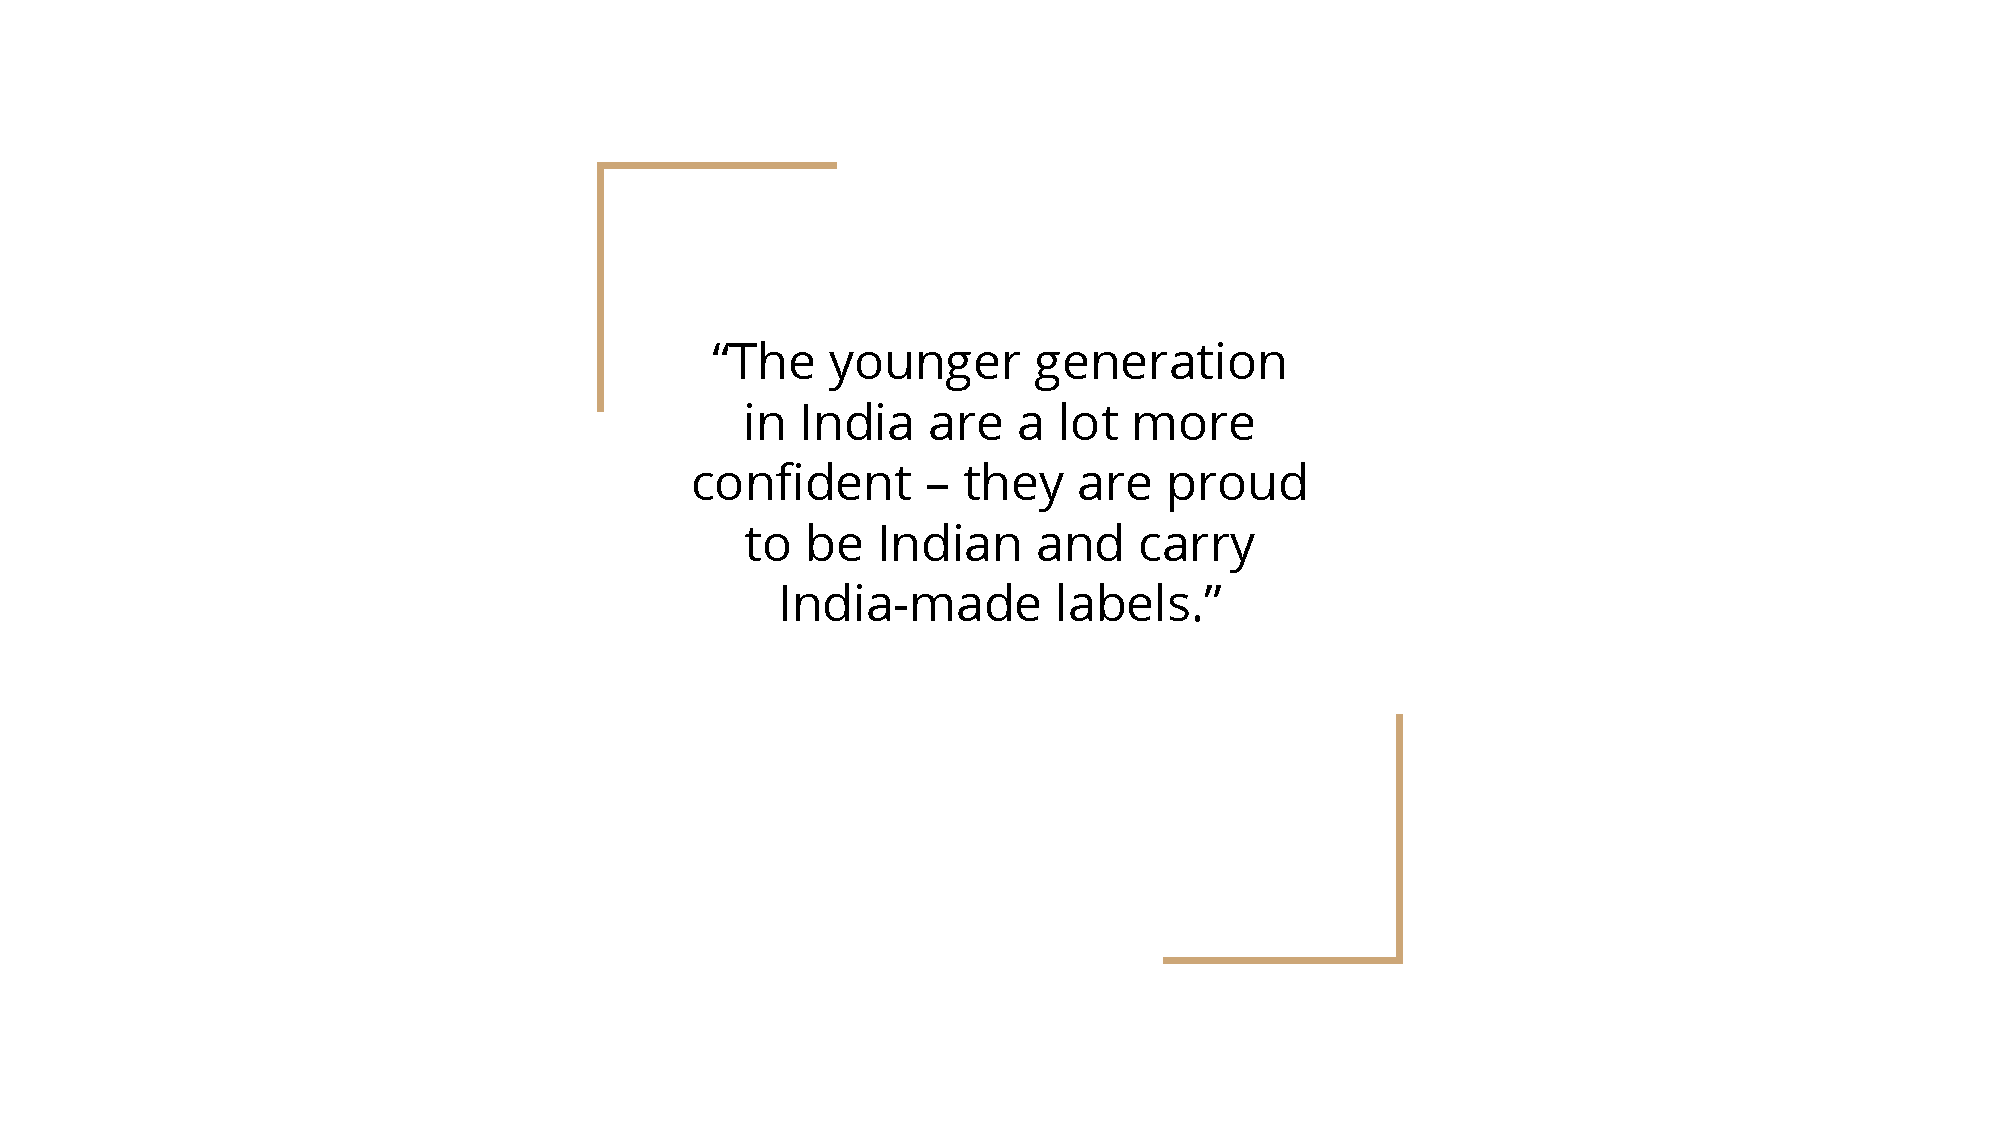 “The younger generation
in India are a lot more
confident – they are proud
to be Indian and carry
India-made labels.”